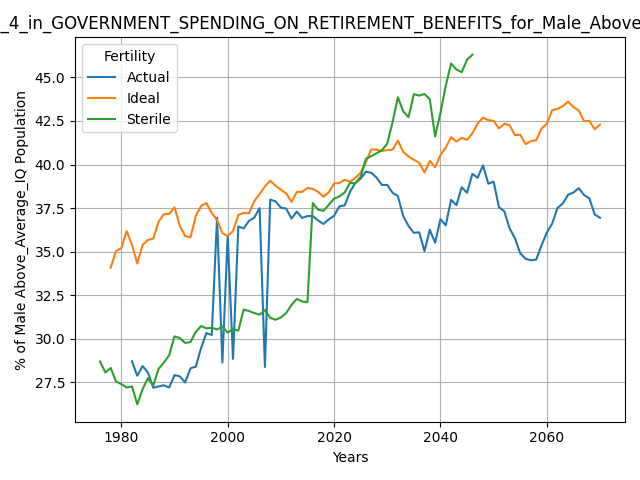 _4_in_GOVERNMENT_SPENDING_ON_RETIREMENT_BENEFITS_for_Male_Above
Fertility
Actual
Ideal
Sterile
% of Male Above_Average_IQ Population
45.0
42.5
40.0
37.5
35.0
32.5
30.0
27.5
1980
2000
2020
2040
2060
Years